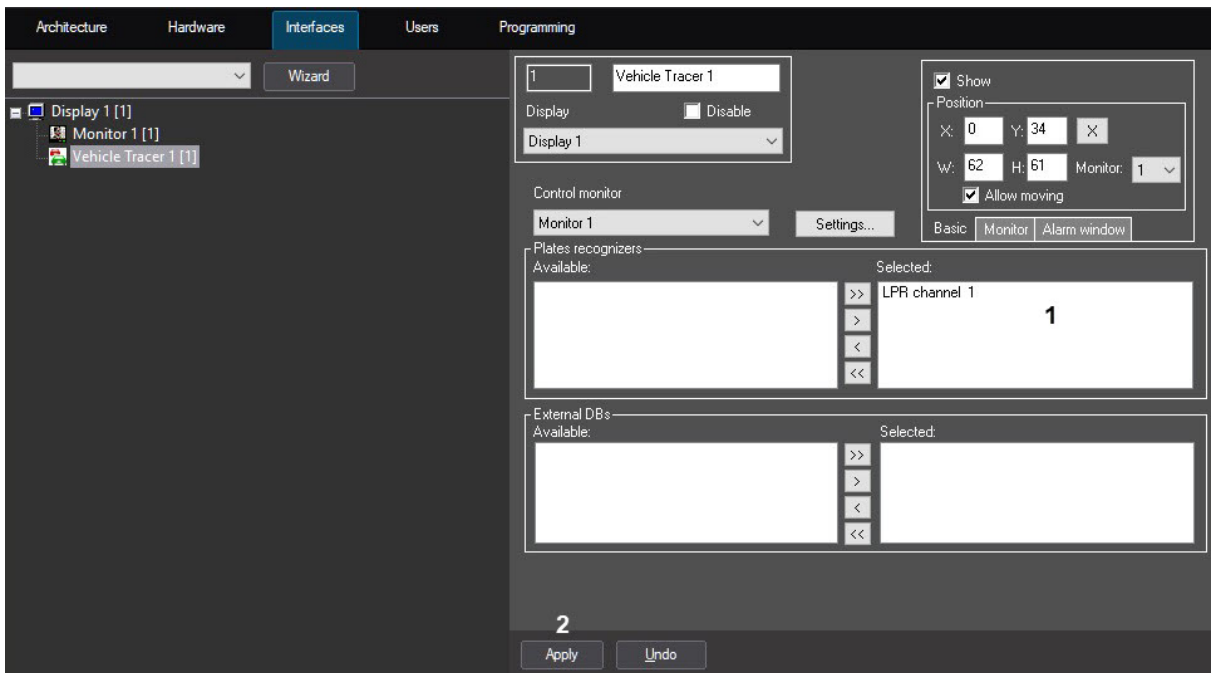 Architecture Hardware Interfaces Users Programming
Wizard
Display 1 [1]
Monitor 1 [1]
Vehicle Tracer 1 [1]
1 Vehicle Tracer 1
Display Disable
Display 1
Show
Position
X: 0 Y: 34 X
W: 62 H: 61 Monitor: 1
Allow moving
Basic Monitor Alarm window
Control monitor
Monitor 1 Settings...
Plates recognizers
Available: Selected:
>> LPR channel 1
1
>
<
<<
External DBs
Available: Selected:
>>
>
<
<<
2
Apply Undo